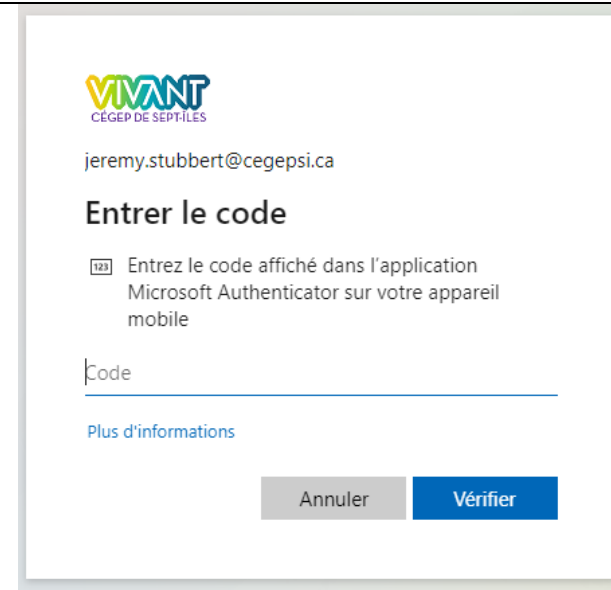 VIVANT
CÉGEP DE SEPT-ÎLES
jeremy.stubbert@cegepsi.ca
Entrer le code
123 Entrez le code affiché dans l'application
Microsoft Authenticator sur votre appareil
mobile
Code
Plus d'informations
Annuler Vérifier